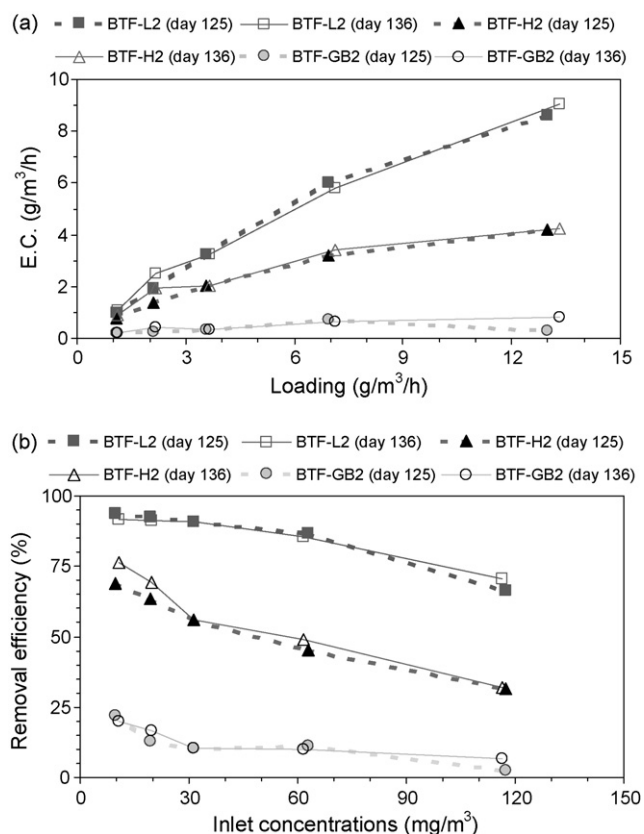 (a)
BTF-L2 (day 125) BTF-L2 (day 136) BTF-H2 (day 125)
BTF-H2 (day 136) BTF-GB2 (day 125) BTF-GB2 (day 136)
10
8
6
4
2
0
E.C. (g/m³/h)
0 3 6 9 12 15
Loading (g/m³/h)
(b)
BTF-L2 (day 125) BTF-L2 (day 136) BTF-H2 (day 125)
BTF-H2 (day 136) BTF-GB2 (day 125) BTF-GB2 (day 136)
100
75
50
25
0
Removal efficiency (%)
0 30 60 90 120 150
Inlet concentrations (mg/m³)